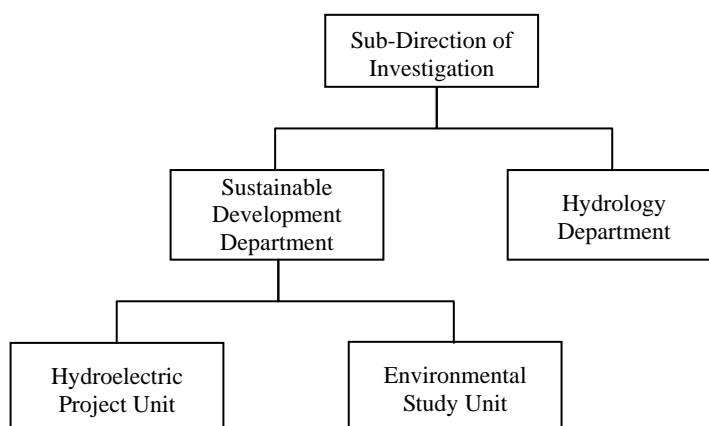 Sub-Direction of
Investigation
Sustainable
Development
Department
Hydrology
Department
Hydroelectric
Project Unit
Environmental
Study Unit